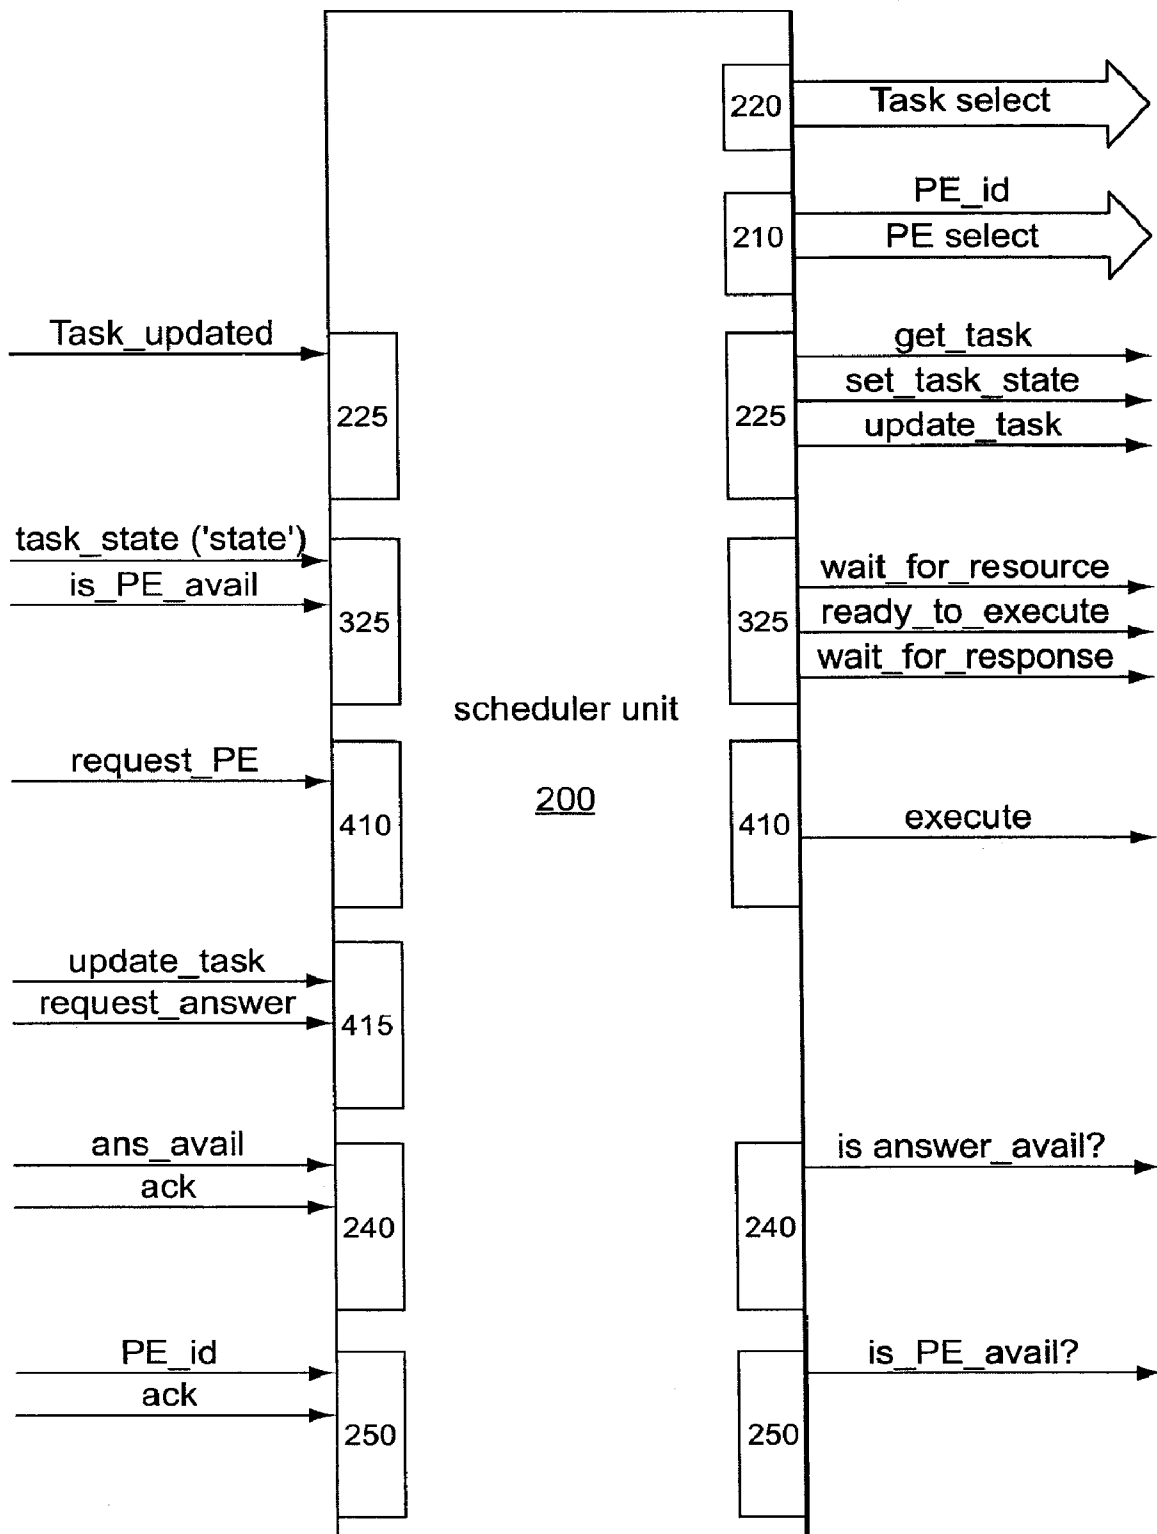 220
Task select
PE_id
210
PE select
Task_updated
225
225
get_task
set_task_state
update_task
task_state ('state')
is_PE_avail
325
325
wait_for_resource
ready_to_execute
wait_for_response
scheduler unit
200
request_PE
410
410
execute
update_task
request_answer
415
ans_avail
ack
240
240
is answer_avail?
PE_id
ack
250
250
is_PE_avail?